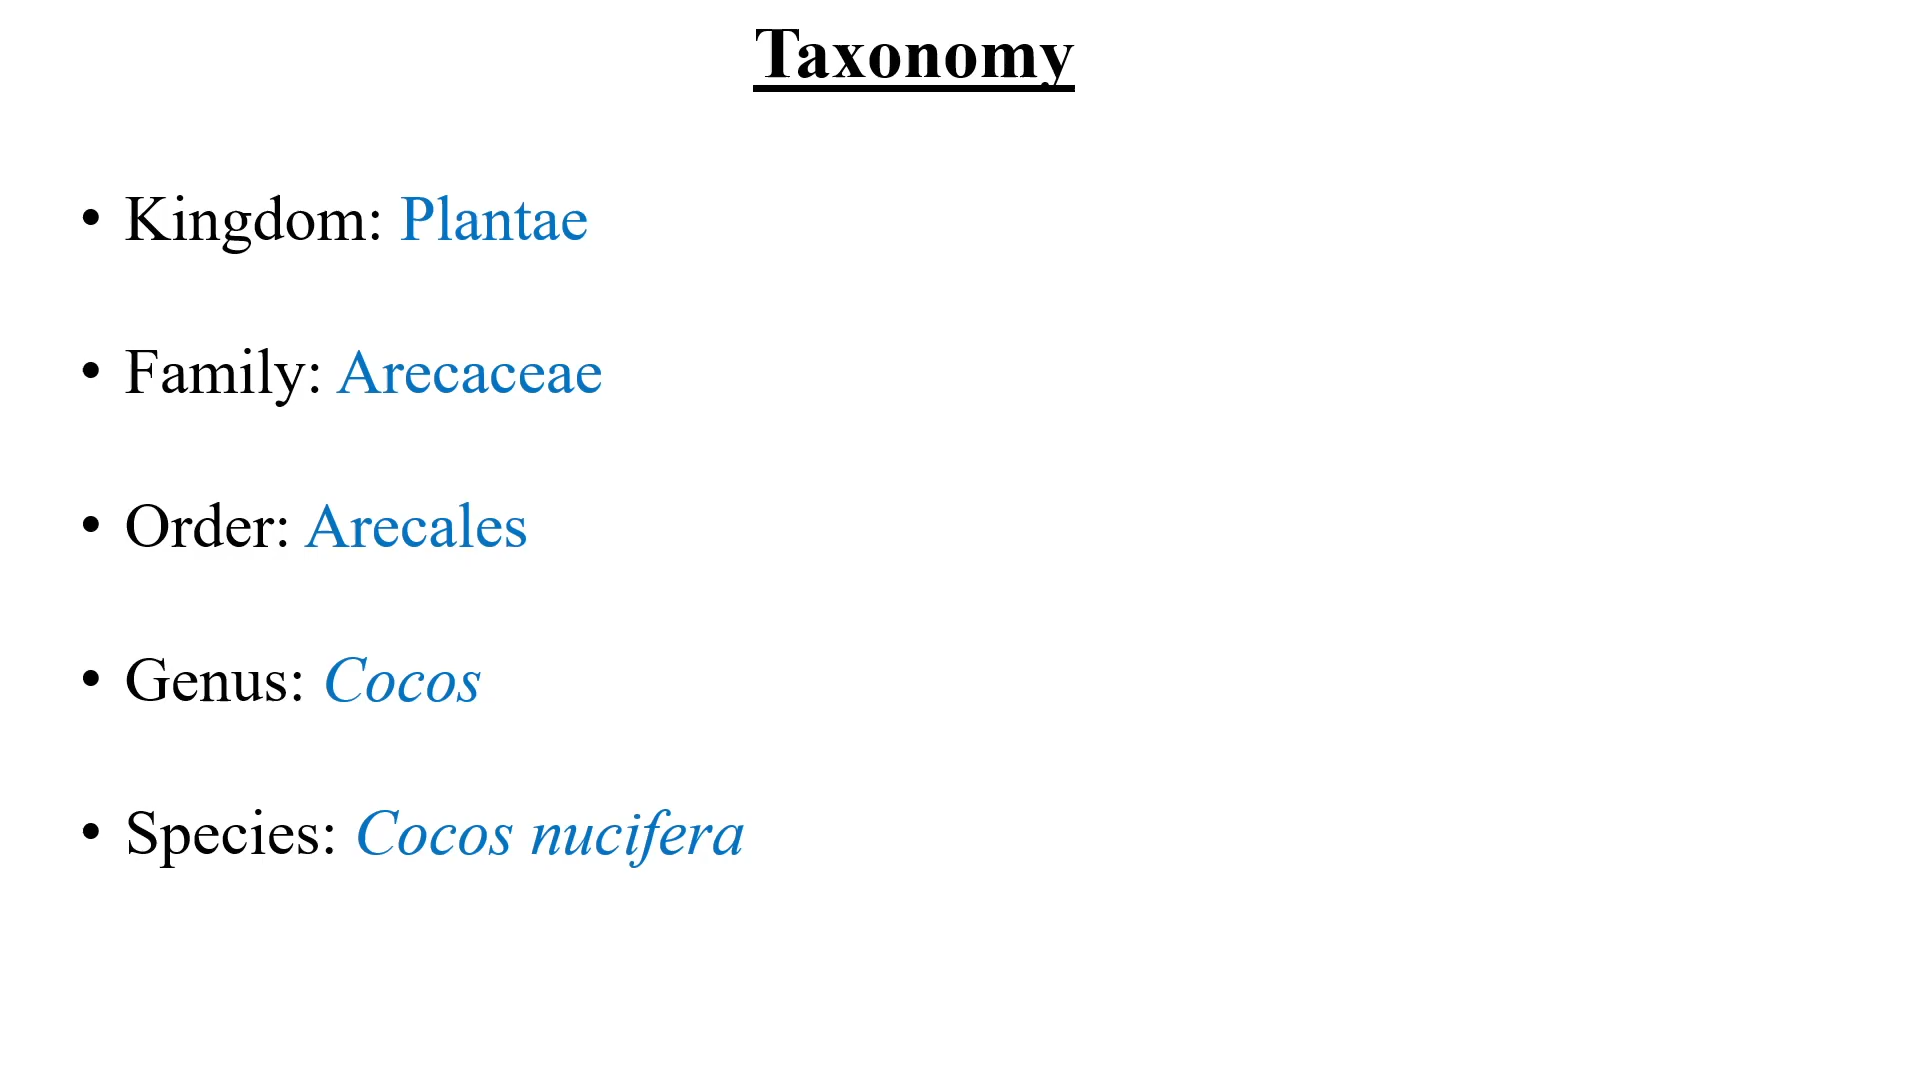 Taxonomy
• Kingdom: Plantae
• Family: Arecaceae
• Order: Arecales
• Genus: Cocos
• Species: Cocos nucifera